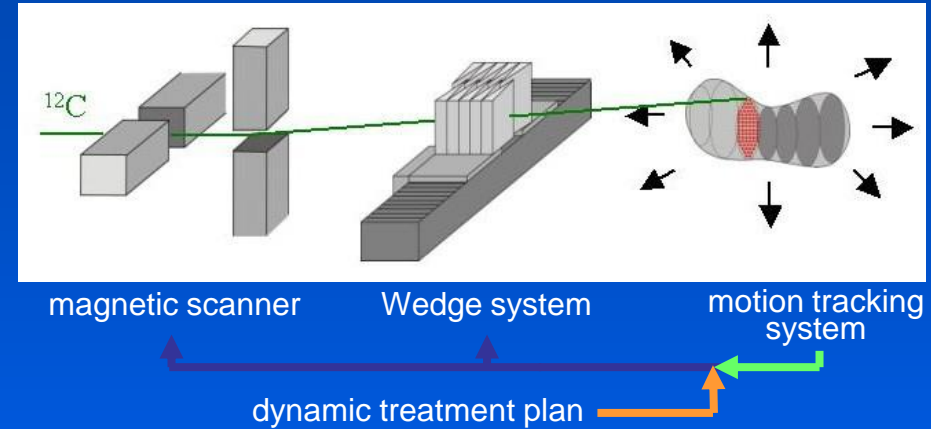 ¹²C
magnetic scanner
Wedge system
motion tracking
system
dynamic treatment plan